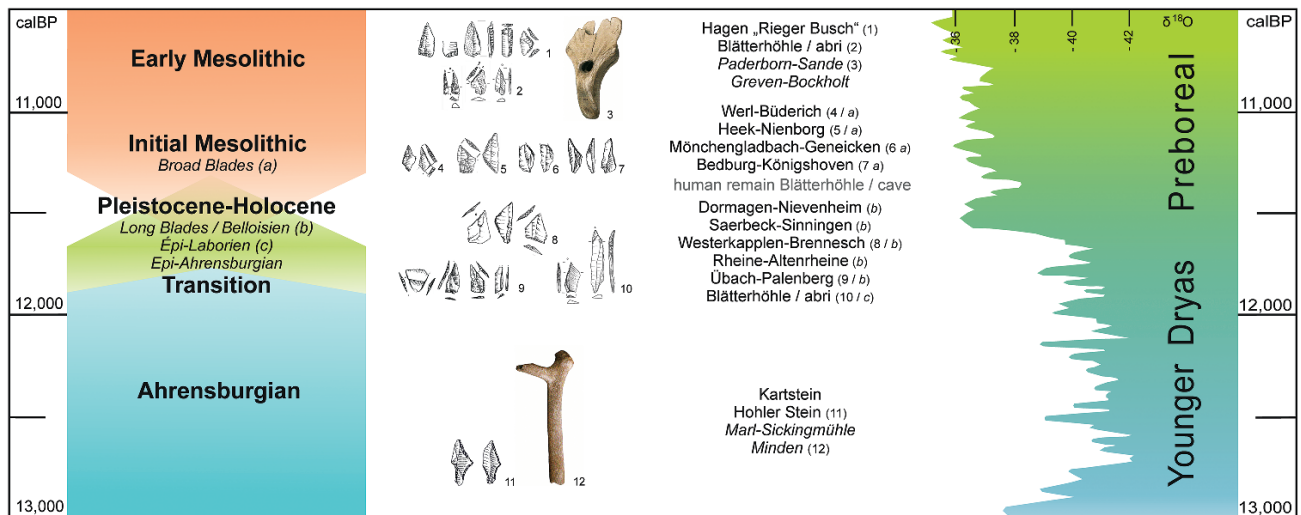 calBP
Early Mesolithic
11,000
Initial Mesolithic
Broad Blades (a)
Pleistocene-Holocene
Long Blades / Belloisien (b)
Épi-Laborien (c)
Epi-Ahrensburgian
Transition
12,000
Ahrensburgian
13,000
1
2
3
4
5
6
7
8
9
10
11
12
Hagen „Rieger Busch“ (1)
Blätterhöhle / abri (2)
Paderborn-Sande (3)
Greven-Bockholt
Werl-Büderich (4 / a)
Heek-Nienborg (5 / a)
Mönchengladbach-Geneicken (6 a)
Bedburg-Königshoven (7 a)
human remain Blätterhöhle / cave
Dormagen-Nievenheim (b)
Saerbeck-Sinningen (b)
Westerkapplen-Brennesch (8 / b)
Rheine-Altenrheine (b)
Übach-Palenberg (9 / b)
Blätterhöhle / abri (10 / c)
Kartstein
Hohler Stein (11)
Marl-Sickingmühle
Minden (12)
- 36
- 38
- 40
- 42
δ 18O
Preboreal
Younger Dryas
calBP
11,000
12,000
13,000